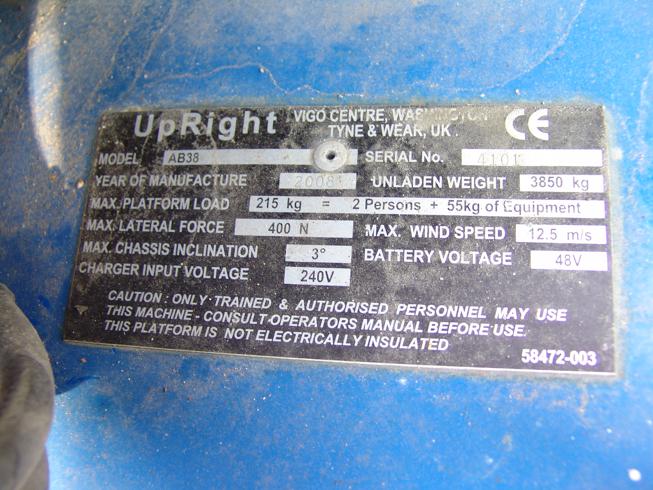 UpRight VIGO CENTRE, WASHINGTON
TYNE & WEAR, UK. CE
MODEL AB38 SERIAL No. 4101
YEAR OF MANUFACTURE 2008 UNLADEN WEIGHT 3850 kg
MAX. PLATFORM LOAD 215 kg = 2 Persons + 55kg of Equipment
MAX. LATERAL FORCE 400 N MAX. WIND SPEED 12.5 m/s
MAX. CHASSIS INCLINATION 3° BATTERY VOLTAGE 48V
CHARGER INPUT VOLTAGE 240V
CAUTION : ONLY TRAINED & AUTHORISED PERSONNEL MAY USE
THIS MACHINE - CONSULT OPERATORS MANUAL BEFORE USE.
THIS PLATFORM IS NOT ELECTRICALLY INSULATED
58472-003